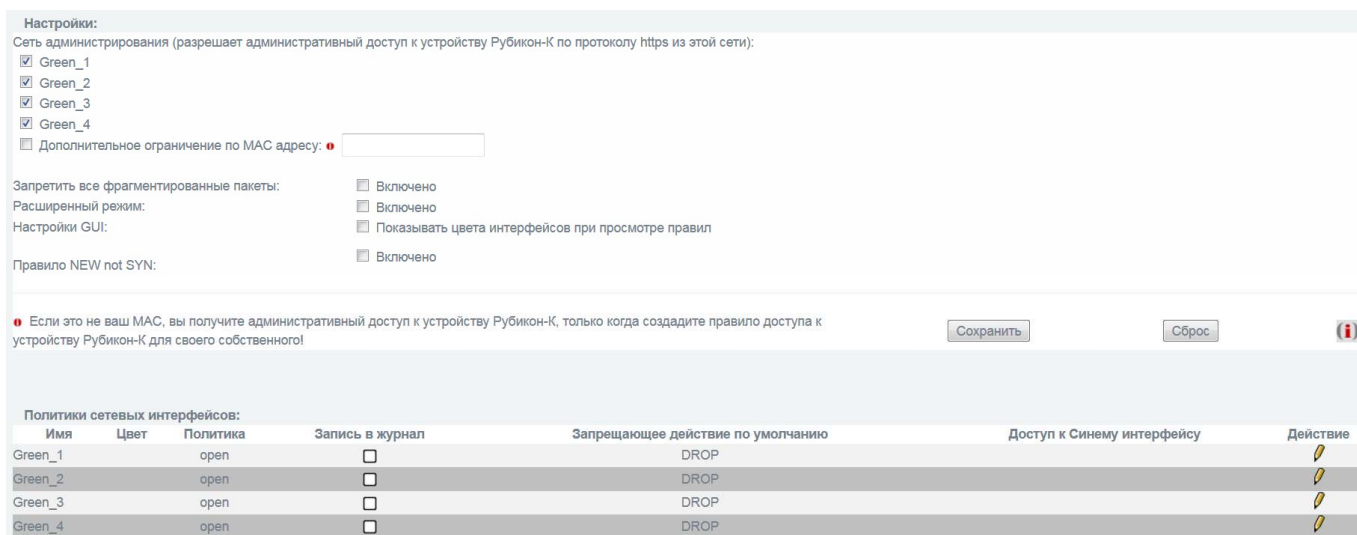 Настройки:
Сеть администрирования (разрешает административный доступ к устройству Рубикон-К по протоколу https из этой сети):
Green_1
Green_2
Green_3
Green_4
Дополнительное ограничение по MAC адресу:
Запретить все фрагментированные пакеты: Включено
Расширенный режим: Включено
Настройки GUI: Показывать цвета интерфейсов при просмотре правил
Правило NEW not SYN: Включено
Если это не ваш MAC, вы получите административный доступ к устройству Рубикон-К, только когда создадите правило доступа к
устройству Рубикон-К для своего собственного!
Сохранить Сброс (i)
Политики сетевых интерфейсов:
Имя Цвет Политика Запись в журнал Запрещающее действие по умолчанию Доступ к Синему интерфейсу Действие
Green_1 open DROP
Green_2 open DROP
Green_3 open DROP
Green_4 open DROP